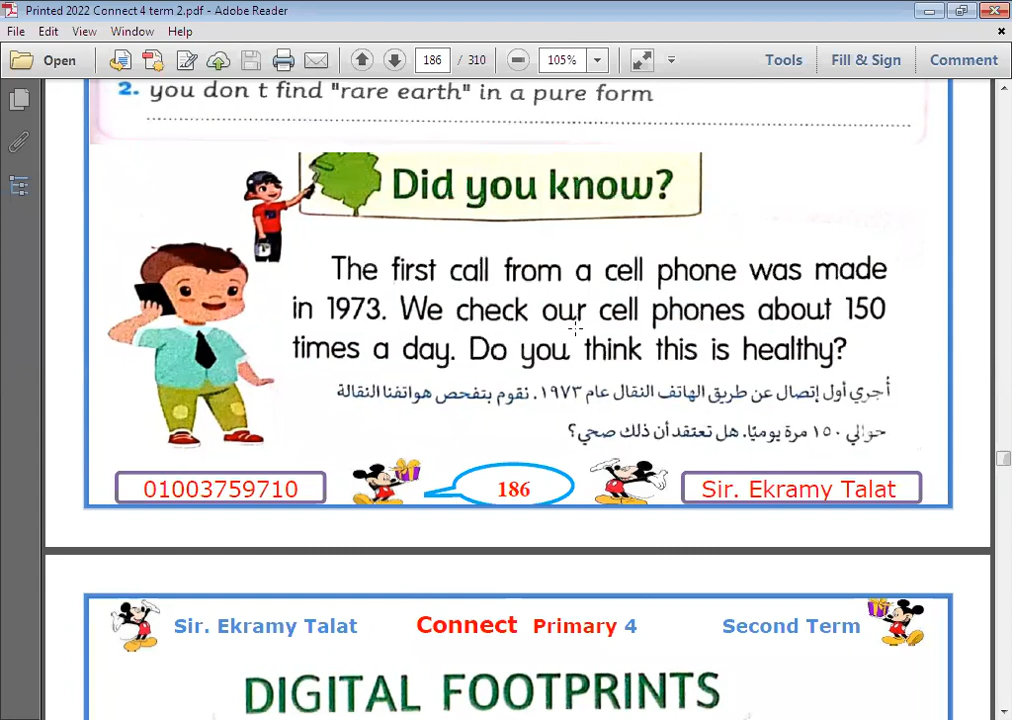 Printed 2022 Connect 4 term 2.pdf - Adobe Reader
File Edit View Window Help
Open 186 / 310 105% Tools Fill & Sign Comment
2. you don t find "rare earth" in a pure form
Did you know?
The first call from a cell phone was made
in 1973. We check our cell phones about 150
times a day. Do you think this is healthy?
أُجري أول إتصال عن طريق الهاتف النقال عام ١٩٧٣. نقوم بتفحص هواتفنا النقالة
حوالي ١٥٠ مرة يوميًا. هل تعتقد أن ذلك صحي؟
01003759710 186 Sir. Ekramy Talat
Sir. Ekramy Talat Connect Primary 4 Second Term
DIGITAL FOOTPRINTS